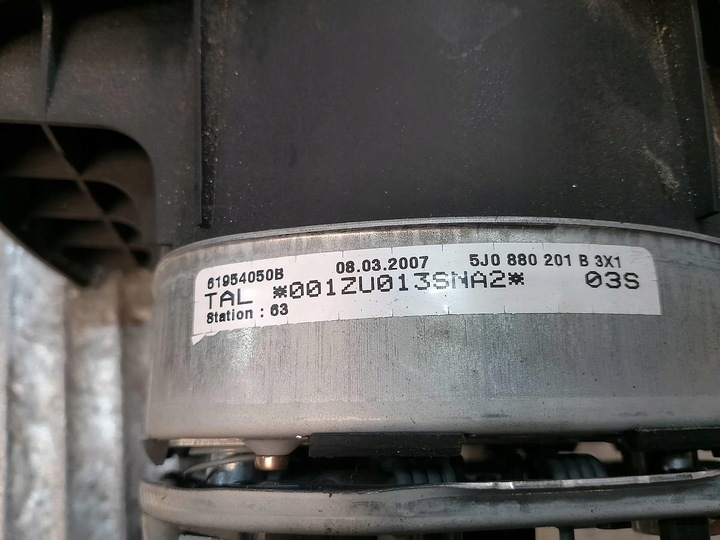 61954050B 08.03.2007 5J0 880 201 B 3X1
TAL *001ZU013SNA2* 03S
Station : 63